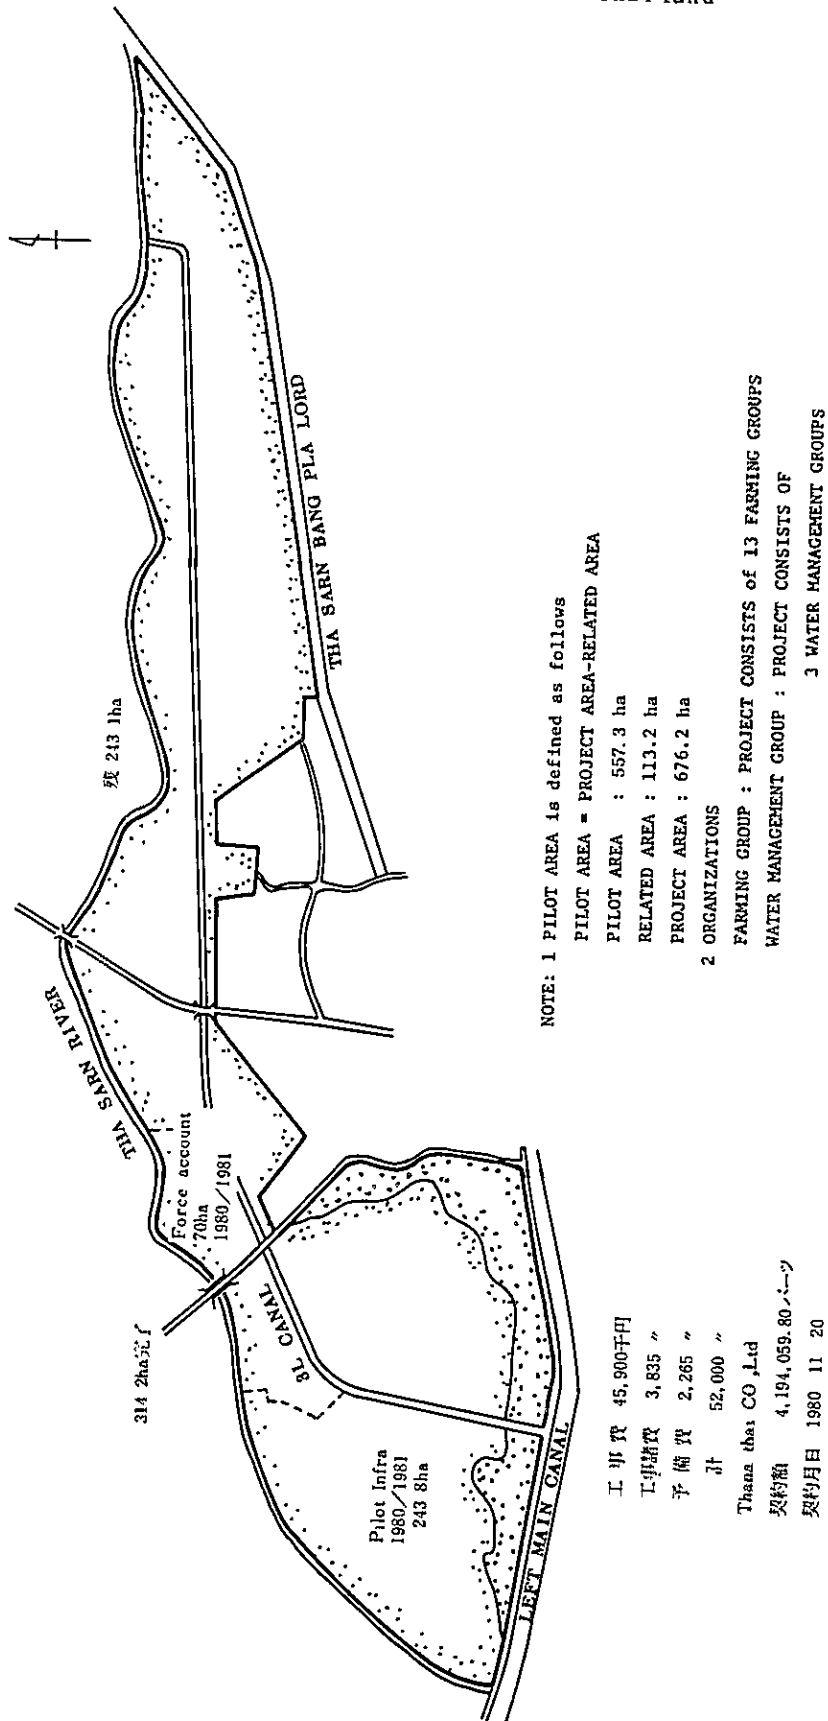 THA SARN RIVER
残 243 1ha
THA SARN BANG PLA LORD
Force account
70ha
1980/1981
314 2ha完了
3L CANAL
Pilot Infra
1980/1981
243 8ha
LEFT MAIN CANAL
NOTE: 1 PILOT AREA is defined as follows
PILOT AREA = PROJECT AREA-RELATED AREA
PILOT AREA : 557.3 ha
RELATED AREA : 113.2 ha
PROJECT AREA : 676.2 ha
2 ORGANIZATIONS
FARMING GROUP : PROJECT CONSISTS of 13 FARMING GROUPS
WATER MANAGEMENT GROUP : PROJECT CONSISTS OF
3 WATER MANAGEMENT GROUPS
工事費 45,900千円
工事諸費 3,835 〃
予備費 2,265 〃
計 52,000 〃
Thana thai CO,Ltd
契約額 4,194,059.80バーツ
契約月日 1980 11 20